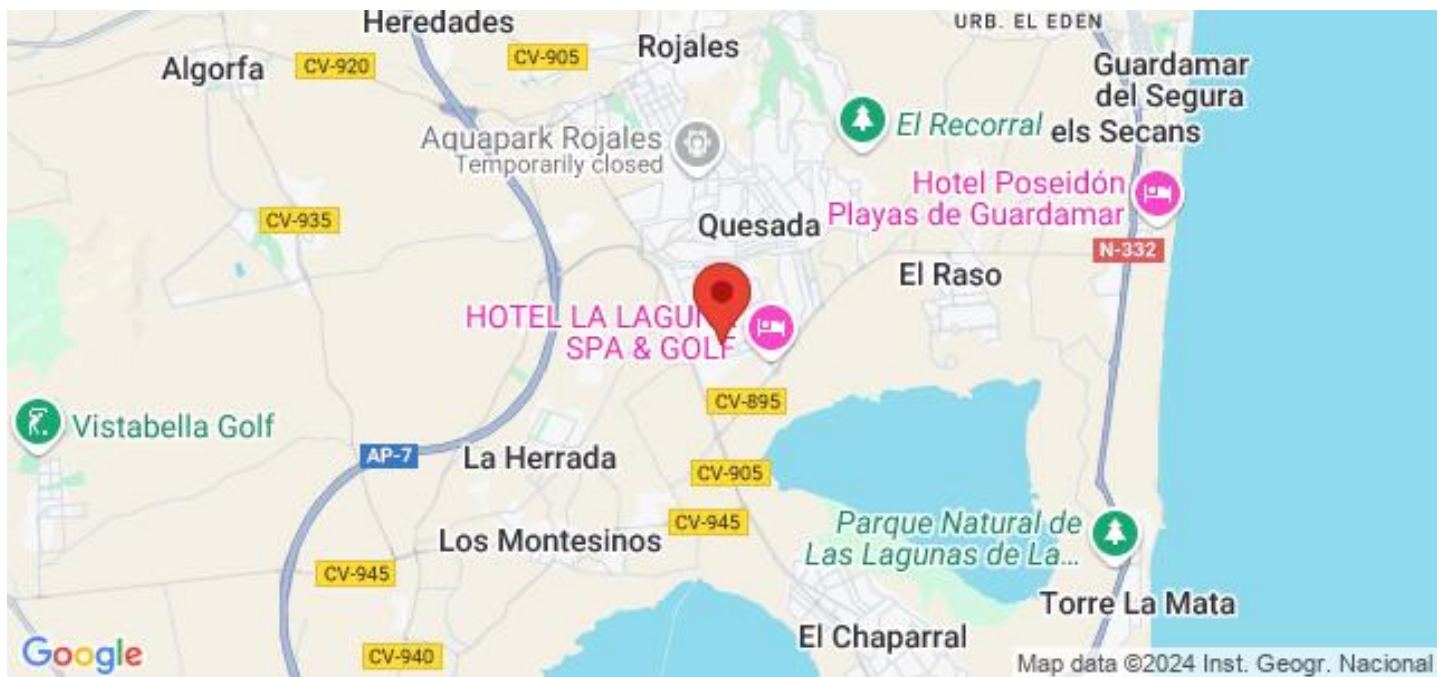 Heredades
URB. EL EDEN
Rojales
Algorfa
CV-920
CV-905
Guardamar
del Segura
El Recorral
els Secans
Aquapark Rojales
Temporarily closed
Hotel Poseidón
Playas de Guardamar
CV-935
Quesada
N-332
El Raso
HOTEL LA LAGU
SPA & GOLF
CV-895
Vistabella Golf
AP-7
La Herrada
CV-905
CV-945
Parque Natural de
Las Lagunas de La...
Los Montesinos
CV-945
Torre La Mata
El Chaparral
CV-940
Google
Map data ©2024 Inst. Geogr. Nacional